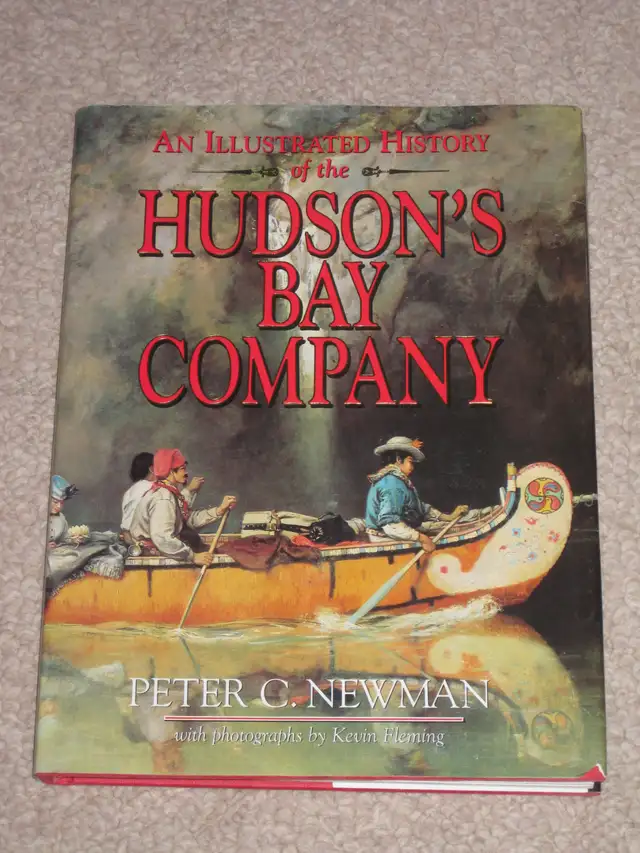 AN ILLUSTRATED HISTORY
of the
HUDSON'S
BAY
COMPANY
PETER C. NEWMAN
with photographs by Kevin Fleming